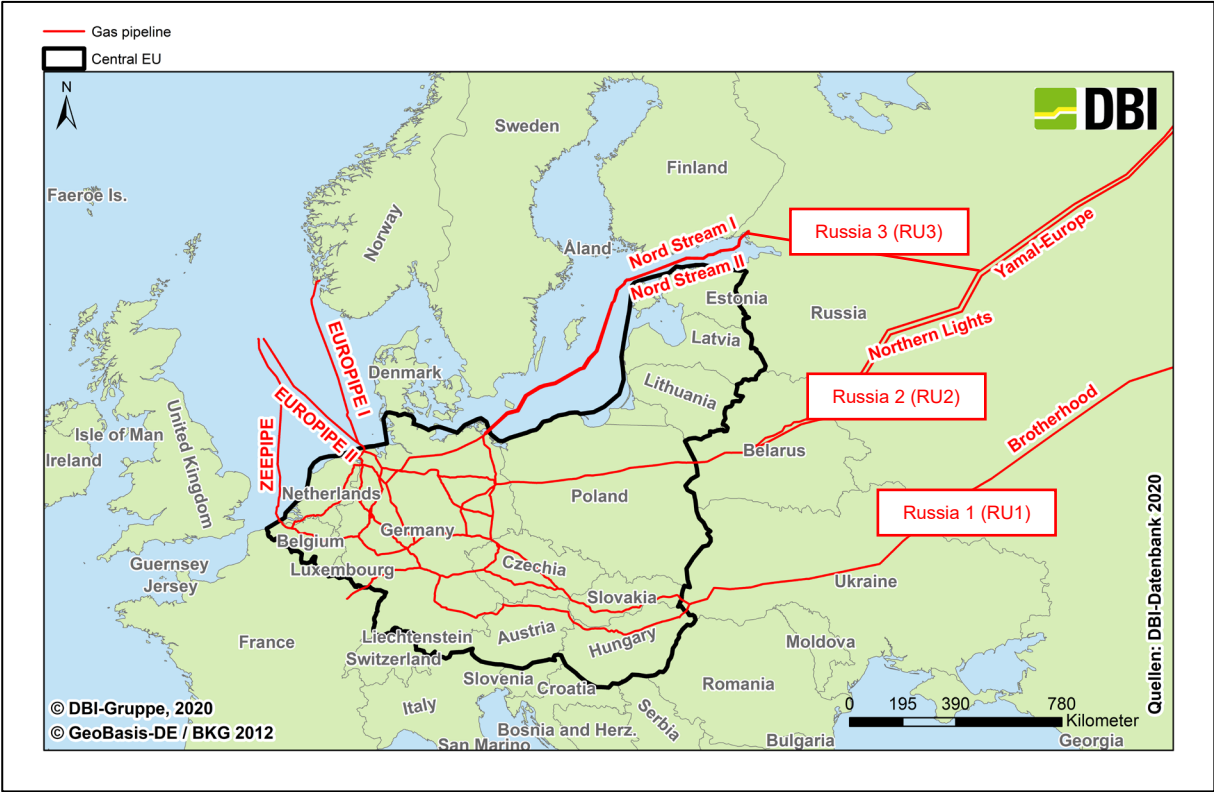 Gas pipeline
Central EU
N
DBI
Sweden
Finland
Faeroe Is.
Norway
Åland
Nord Stream I
Nord Stream II
Russia 3 (RU3)
Yamal-Europe
Estonia
Russia
Latvia
Northern Lights
EUROPIPE I
Denmark
Lithuania
Russia 2 (RU2)
EUROPIPE II
Brotherhood
Isle of Man
Ireland
United Kingdom
ZEEPIPE
Belarus
Netherlands
Poland
Russia 1 (RU1)
Germany
Belgium
Guernsey
Jersey
Luxembourg
Czechia
Ukraine
Slovakia
France
Liechtenstein
Switzerland
Austria
Hungary
Moldova
Slovenia
Croatia
Romania
Italy
Serbia
Bosnia and Herz.
San Marino
Bulgaria
Georgia
0 195 390 780
Kilometer
© DBI-Gruppe, 2020
© GeoBasis-DE / BKG 2012
Quellen: DBI-Datenbank 2020